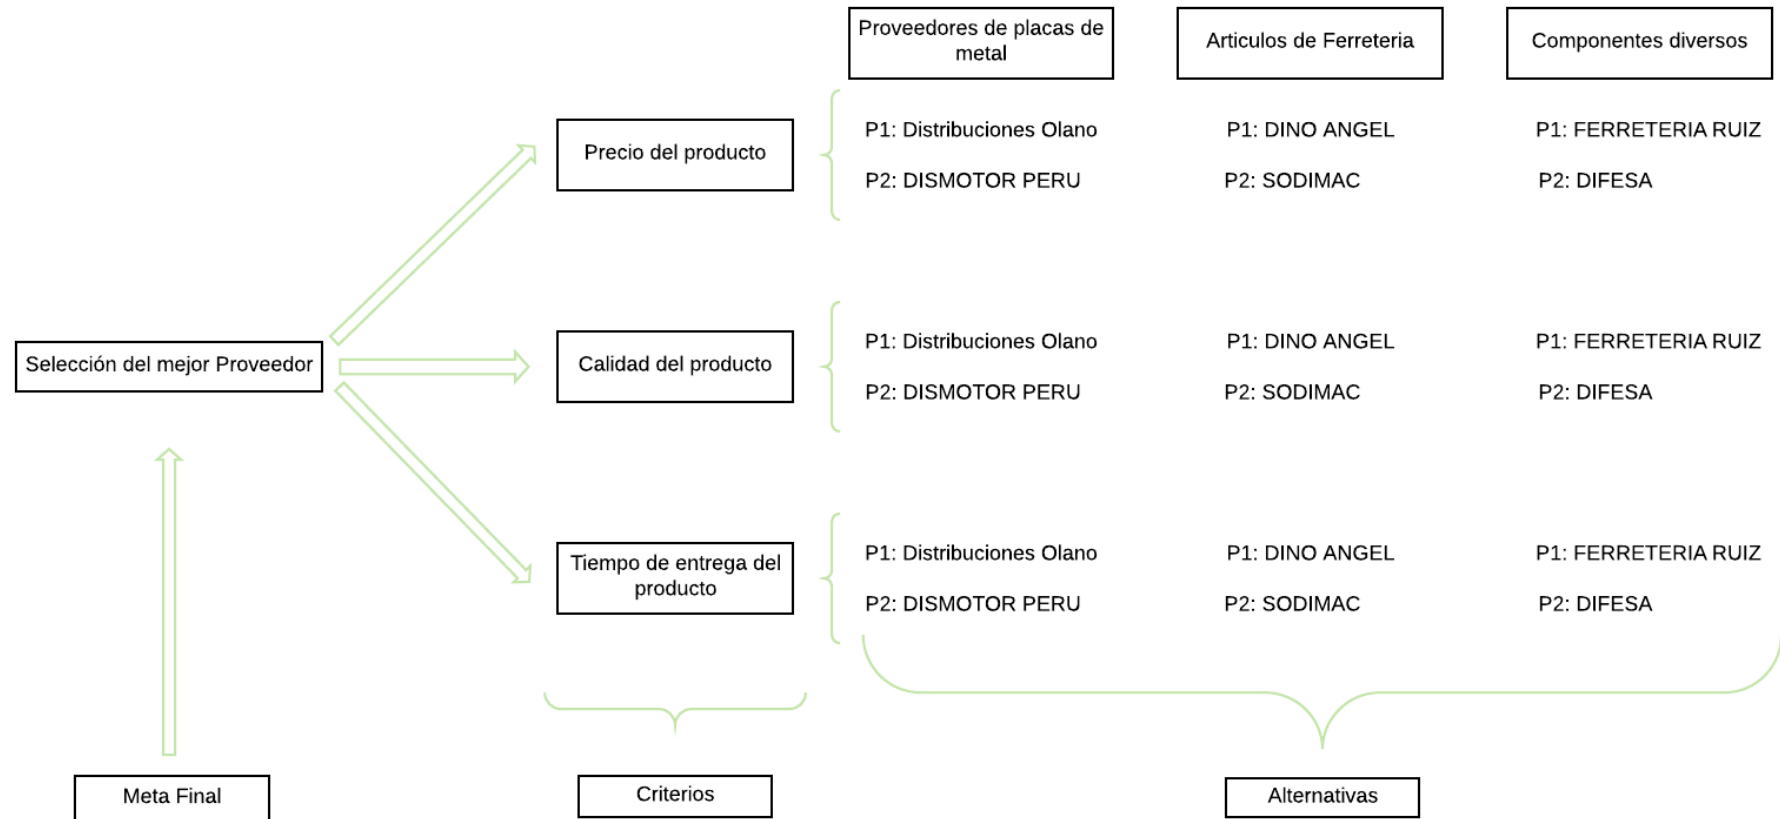 Proveedores de placas de
metal
Articulos de Ferreteria
Componentes diversos
Precio del producto
P1: Distribuciones Olano
P1: DINO ANGEL
P1: FERRETERIA RUIZ
P2: DISMOTOR PERU
P2: SODIMAC
P2: DIFESA
Selección del mejor Proveedor
Calidad del producto
P1: Distribuciones Olano
P1: DINO ANGEL
P1: FERRETERIA RUIZ
P2: DISMOTOR PERU
P2: SODIMAC
P2: DIFESA
Tiempo de entrega del
producto
P1: Distribuciones Olano
P1: DINO ANGEL
P1: FERRETERIA RUIZ
P2: DISMOTOR PERU
P2: SODIMAC
P2: DIFESA
Meta Final
Criterios
Alternativas